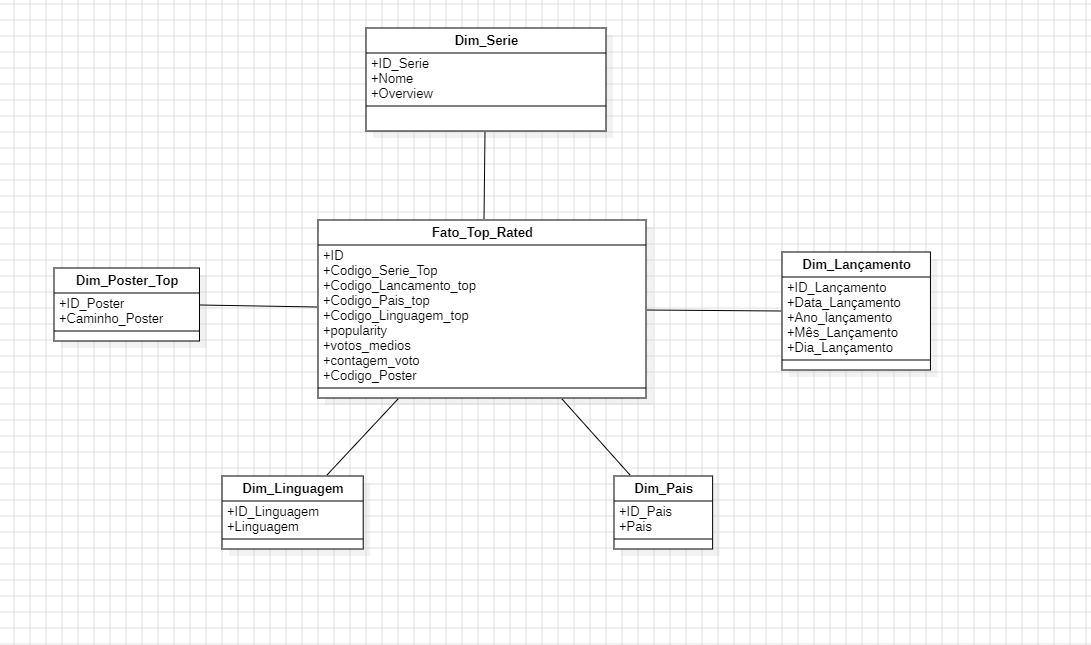 Dim_Serie
+ID_Serie
+Nome
+Overview
Fato_Top_Rated
+ID
+Codigo_Serie_Top
+Codigo_Lancamento_top
+Codigo_Pais_top
+Codigo_Linguagem_top
+popularity
+votos_medios
+contagem_voto
+Codigo_Poster
Dim_Poster_Top
+ID_Poster
+Caminho_Poster
Dim_Lançamento
+ID_Lançamento
+Data_Lançamento
+Ano_lançamento
+Mês_Lançamento
+Dia_Lançamento
Dim_Linguagem
+ID_Linguagem
+Linguagem
Dim_Pais
+ID_Pais
+Pais